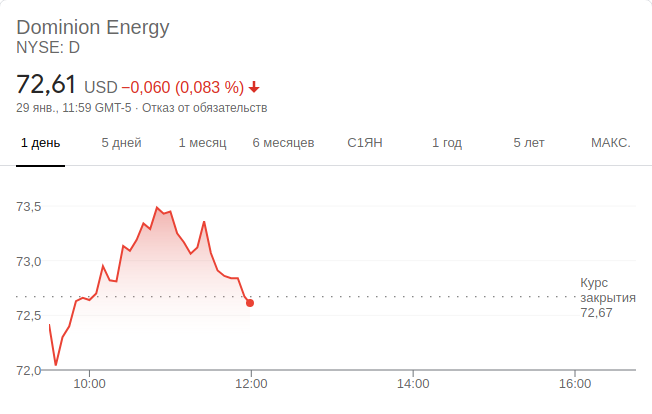 Dominion Energy
NYSE: D
72,61 USD −0,060 (0,083 %)
29 янв., 11:59 GMT-5 · Отказ от обязательств
1 день 5 дней 1 месяц 6 месяцев С1ЯН 1 год 5 лет МАКС.
73,5
73,0
Курс
закрытия
72,67
72,5
72,0
10:00 12:00 14:00 16:00